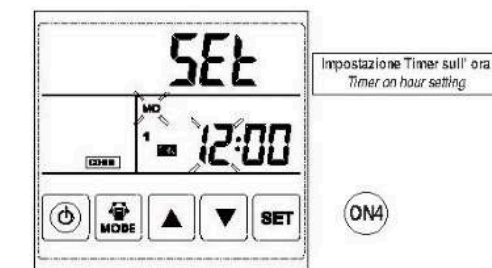 SEt
Impostazione Timer sull' ora
Timer on hour setting
MO
1
12:00
MODE
SET
ON4